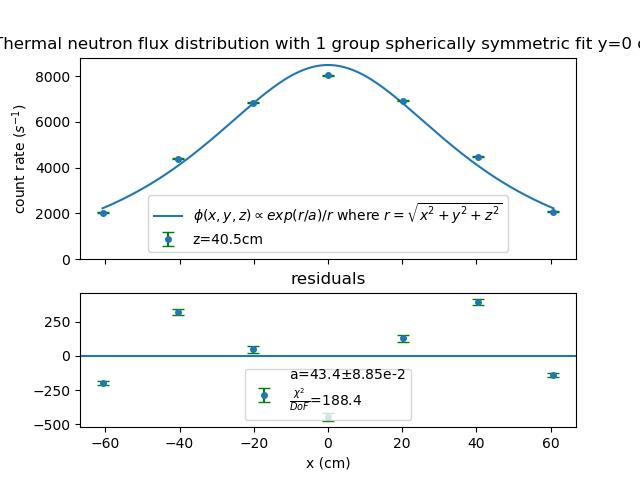 Thermal neutron flux distribution with 1 group spherically symmetric fit y=0
8000
6000
4000
2000
0
count rate (s⁻¹)
ϕ(x, y, z) ∝ exp(r/a)/r where r = √x² + y² + z²
z=40.5cm
residuals
250
0
−250
−500
a=43.4±8.85e-2
χ²/DoF=188.4
−60 −40 −20 0 20 40 60
x (cm)